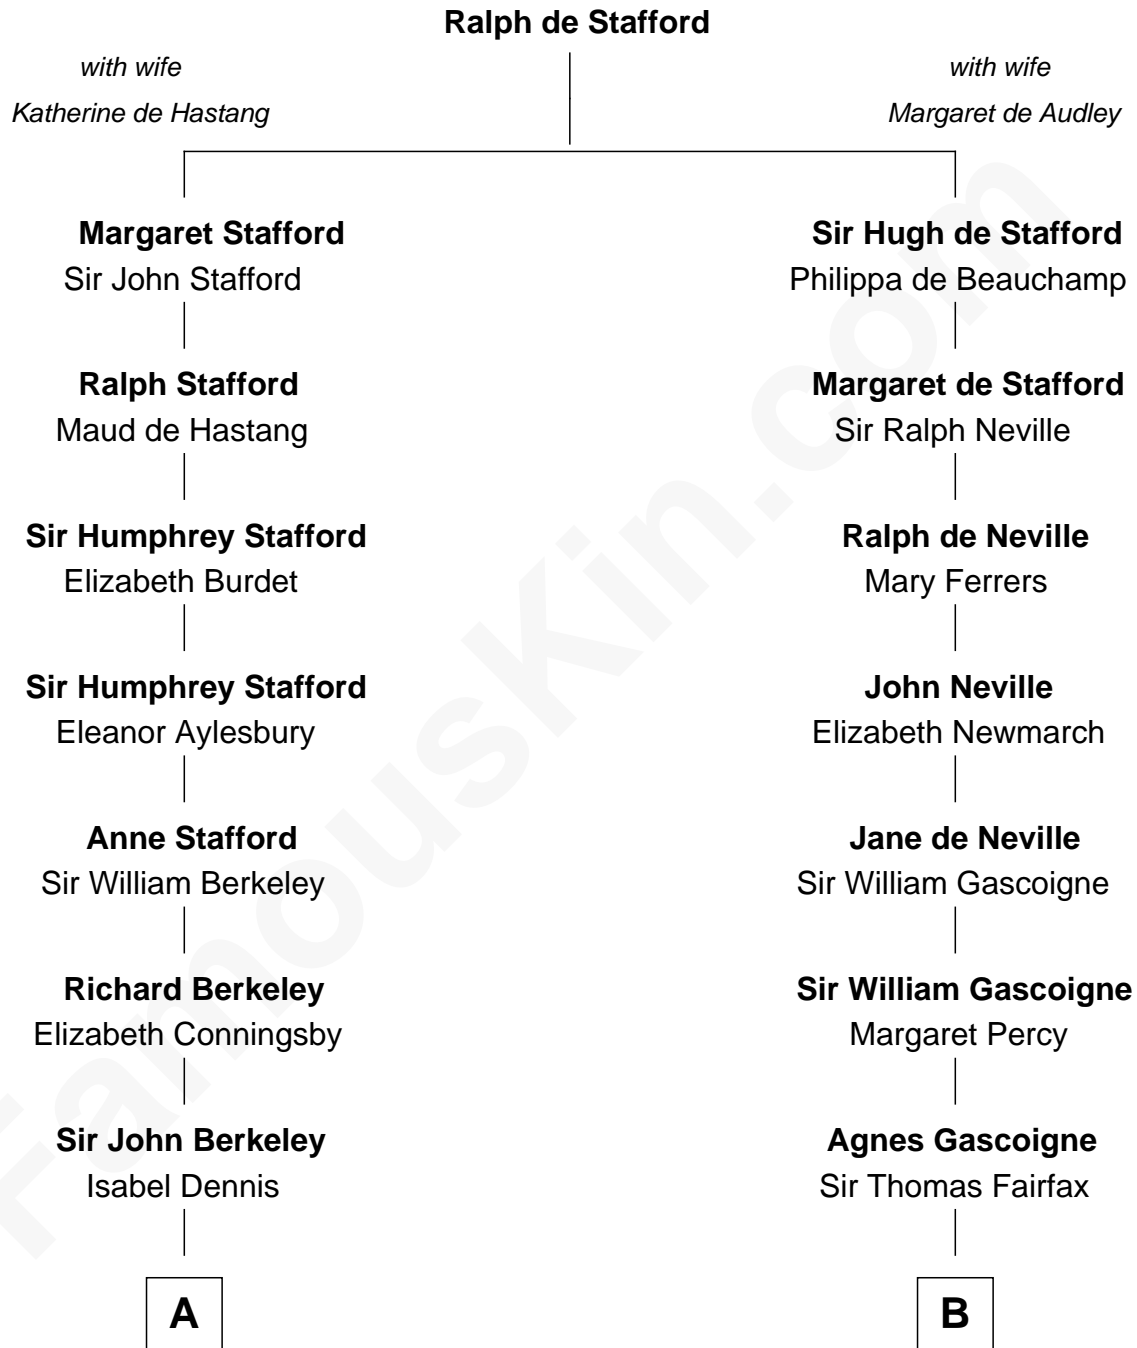 Ralph de Stafford
with wife
Katherine de Hastang
with wife
Margaret de Audley
Margaret Stafford
Sir John Stafford
Ralph Stafford
Maud de Hastang
Sir Humphrey Stafford
Elizabeth Burdet
Sir Humphrey Stafford
Eleanor Aylesbury
Anne Stafford
Sir William Berkeley
Richard Berkeley
Elizabeth Conningsby
Sir John Berkeley
Isabel Dennis
A
Sir Hugh de Stafford
Philippa de Beauchamp
Margaret de Stafford
Sir Ralph Neville
Ralph de Neville
Mary Ferrers
John Neville
Elizabeth Newmarch
Jane de Neville
Sir William Gascoigne
Sir William Gascoigne
Margaret Percy
Agnes Gascoigne
Sir Thomas Fairfax
B
FamousKin.com